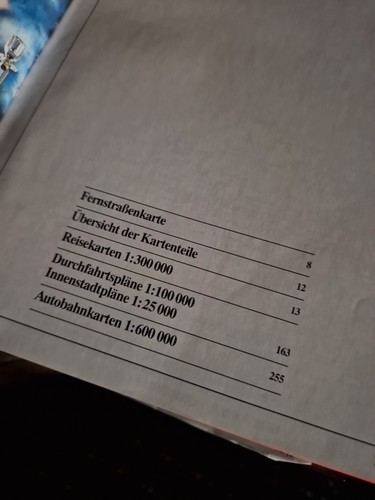 Fernstraßenkarte 8
Übersicht der Kartenteile 12
Reisekarten 1:300 000 13
Durchfahrtspläne 1:100 000
Innenstadtpläne 1:25 000 163
Autobahnkarten 1:600 000 255